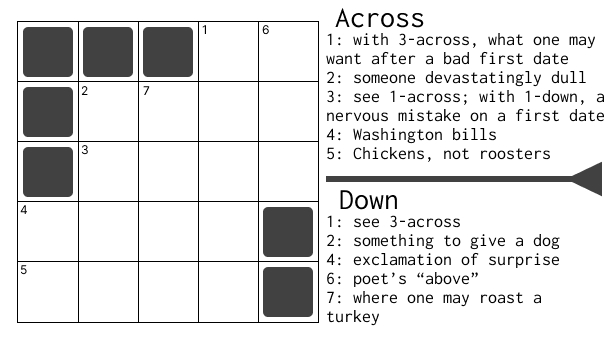 Across
1: with 3-across, what one may
want after a bad first date
2: someone devastatingly dull
3: see 1-across; with 1-down, a
nervous mistake on a first date
4: Washington bills
5: Chickens, not roosters
Down
1: see 3-across
2: something to give a dog
4: exclamation of surprise
6: poet's “above”
7: where one may roast a
turkey
1 6
2 7
3
4
5